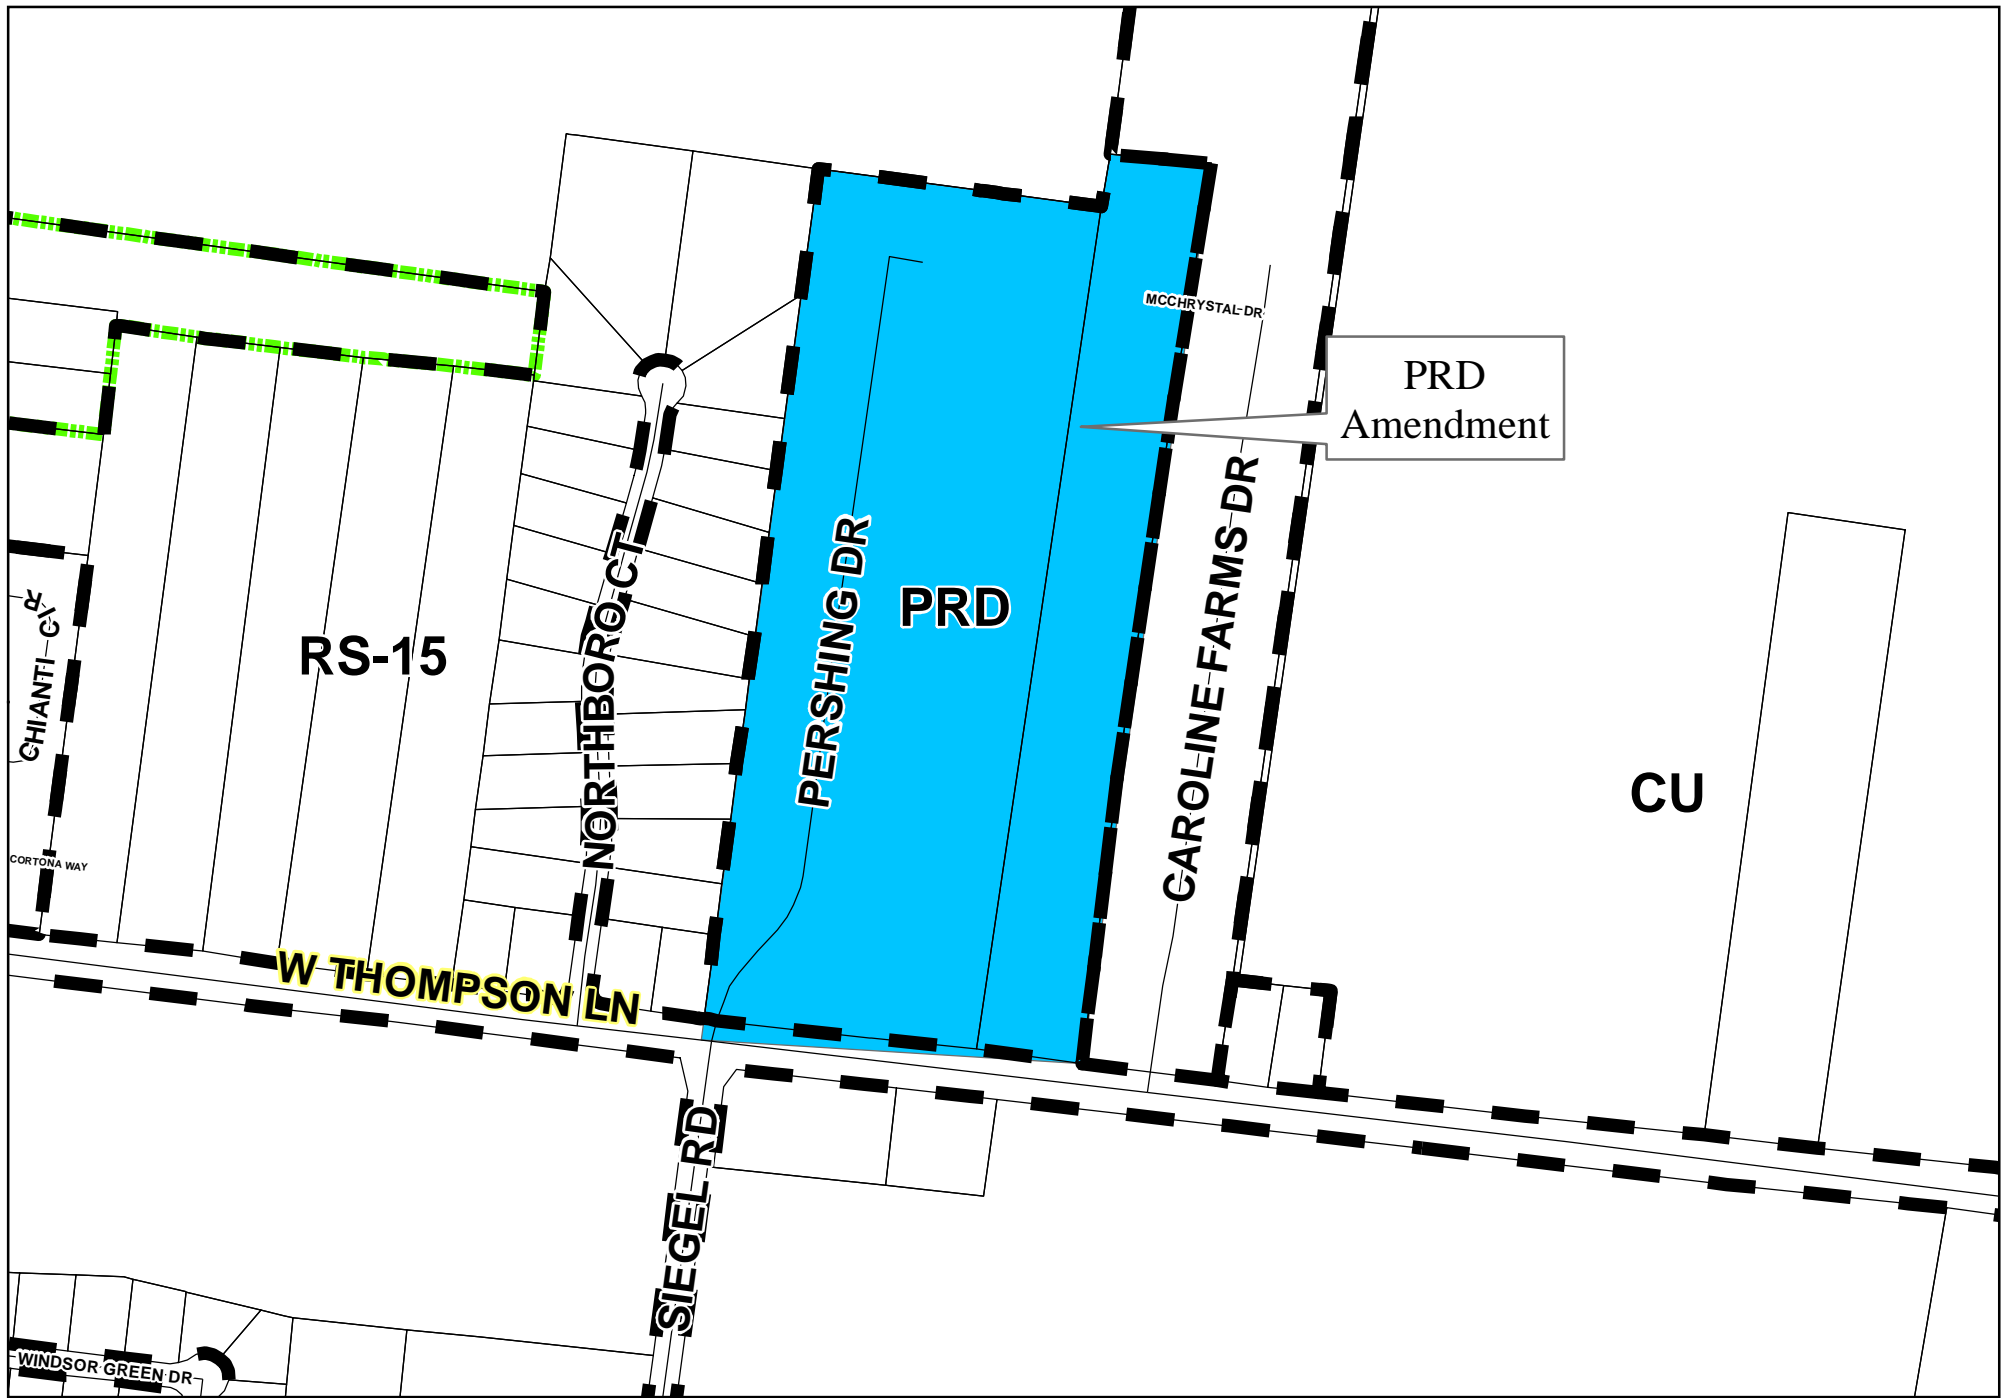 MCCHRYSTAL DR
PRD
Amendment
CAROLINE FARMS DR
PERSHING DR
PRD
NORTHBORO CT
RS-15
CHIANTI CIR
CU
CORTONA WAY
W THOMPSON LN
SIEGEL RD
WINDSOR GREEN DR